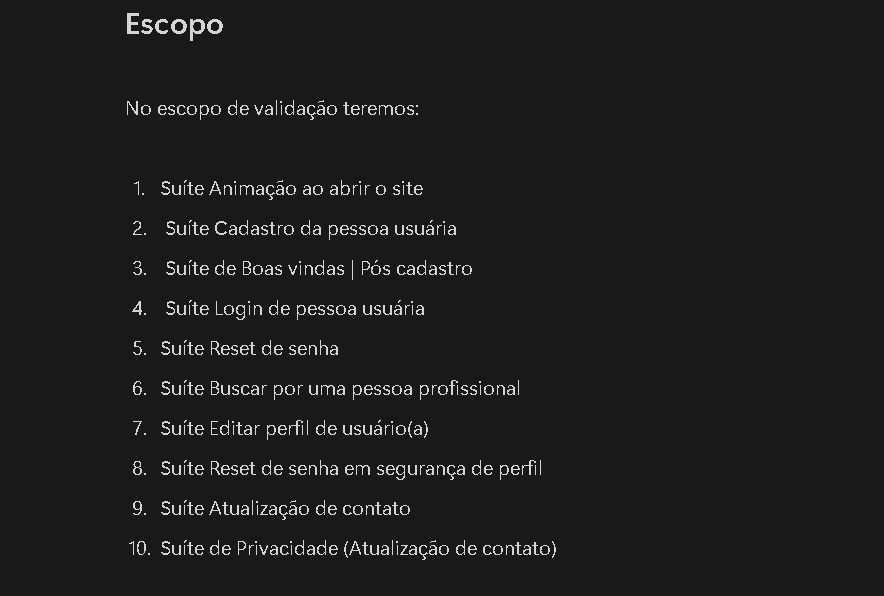 Escopo
No escopo de validação teremos:
1. Suíte Animação ao abrir o site
2. Suíte Cadastro da pessoa usuária
3. Suíte de Boas vindas | Pós cadastro
4. Suíte Login de pessoa usuária
5. Suíte Reset de senha
6. Suíte Buscar por uma pessoa profissional
7. Suíte Editar perfil de usuário(a)
8. Suíte Reset de senha em segurança de perfil
9. Suíte Atualização de contato
10. Suíte de Privacidade (Atualização de contato)